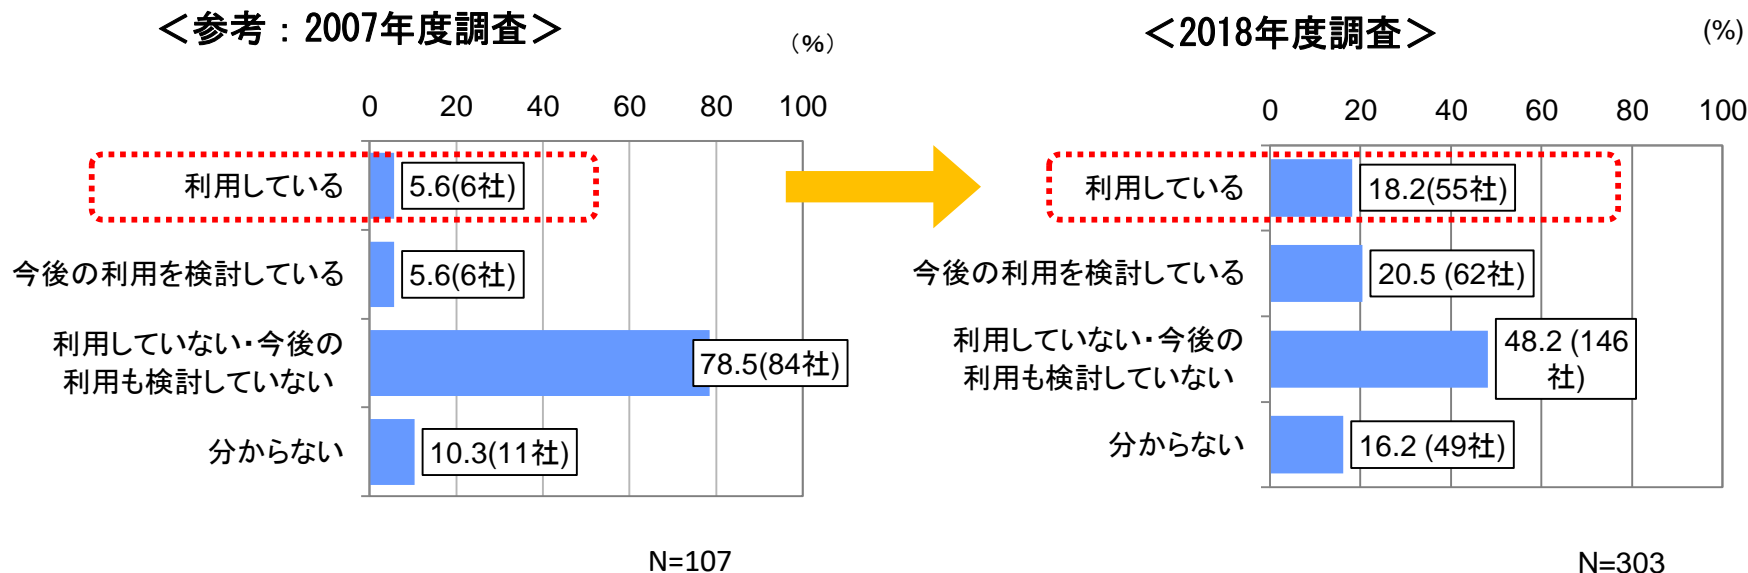 ＜参考：2007年度調査＞
（%）
0 20 40 60 80 100
利用している
5.6(6社)
今後の利用を検討している
5.6(6社)
利用していない・今後の
利用も検討していない
78.5(84社)
分からない
10.3(11社)
N=107
＜2018年度調査＞
(%)
0 20 40 60 80 100
利用している
18.2(55社)
今後の利用を検討している
20.5 (62社)
利用していない・今後の
利用も検討していない
48.2 (146
社)
分からない
16.2 (49社)
N=303